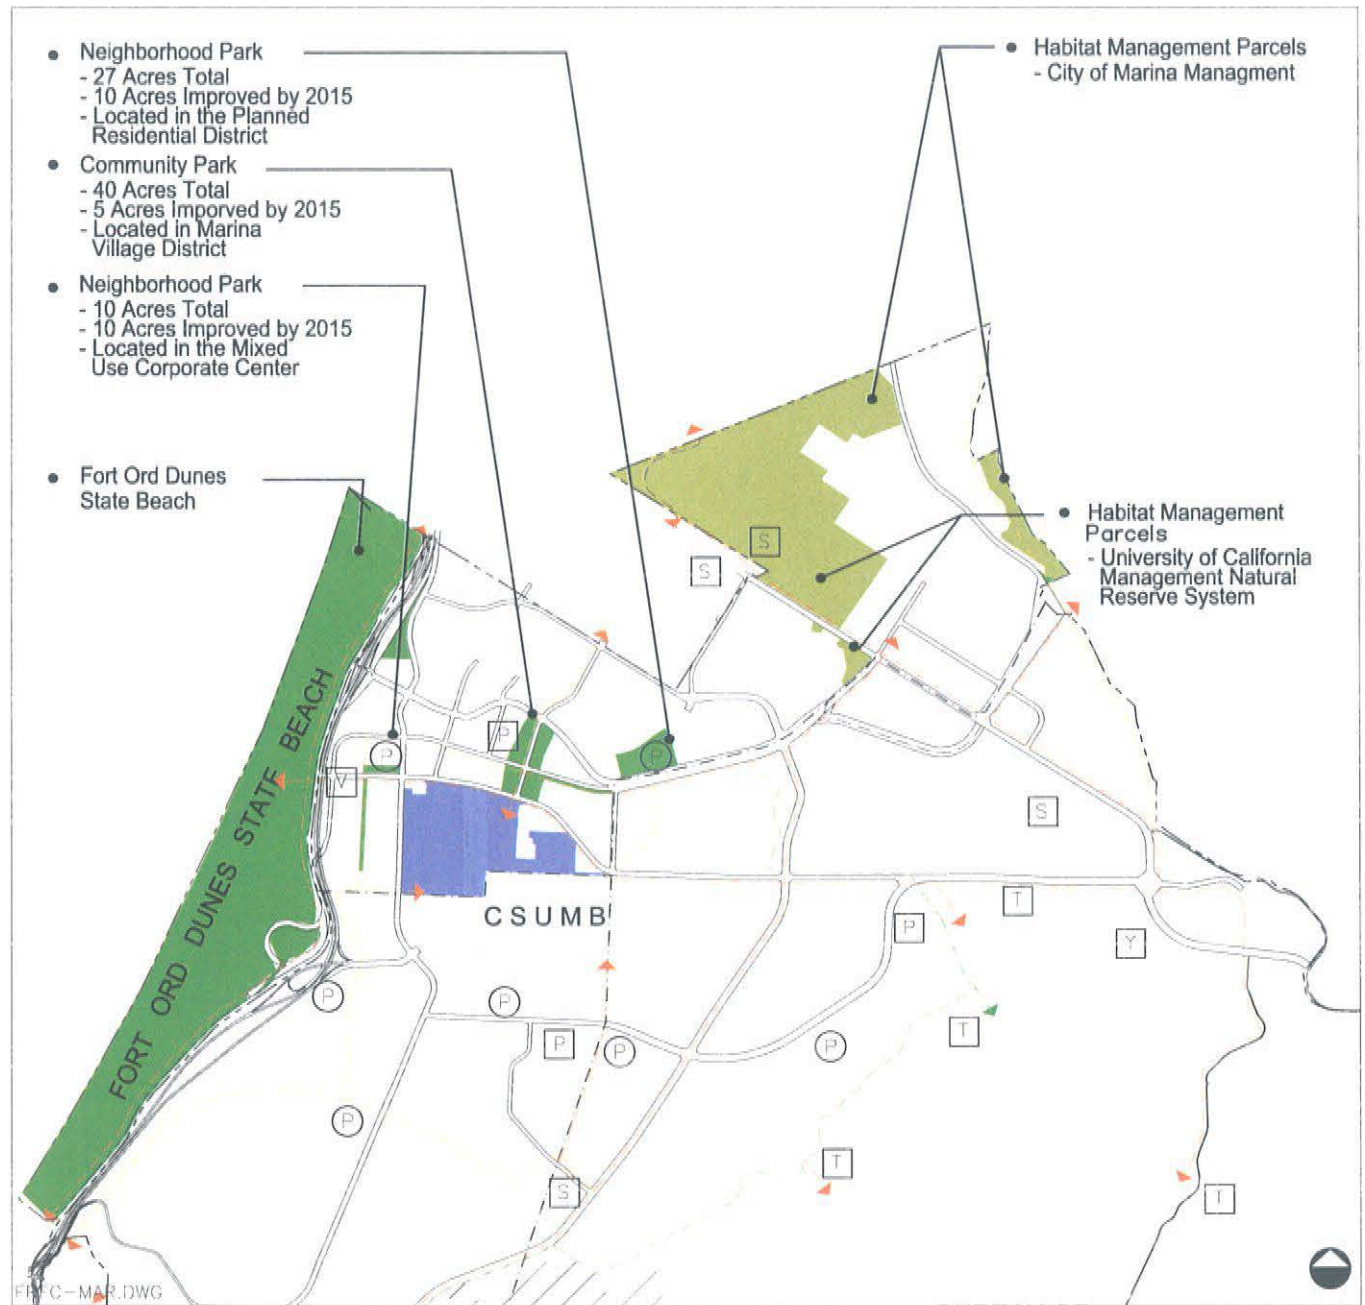 Neighborhood Park
- 27 Acres Total
- 10 Acres Improved by 2015
- Located in the Planned
Residential District
Community Park
- 40 Acres Total
- 5 Acres Imporved by 2015
- Located in Marina
Village District
Neighborhood Park
- 10 Acres Total
- 10 Acres Improved by 2015
- Located in the Mixed
Use Corporate Center
Fort Ord Dunes
State Beach
Habitat Management Parcels
- City of Marina Managment
Habitat Management
Parcels
- University of California
Management Natural
Reserve System
S
S
FORT ORD DUNES STATE BEACH
P
P
P
V
S
CSUMB
T
P
Y
P
P
T
P
P
P
P
T
S
T